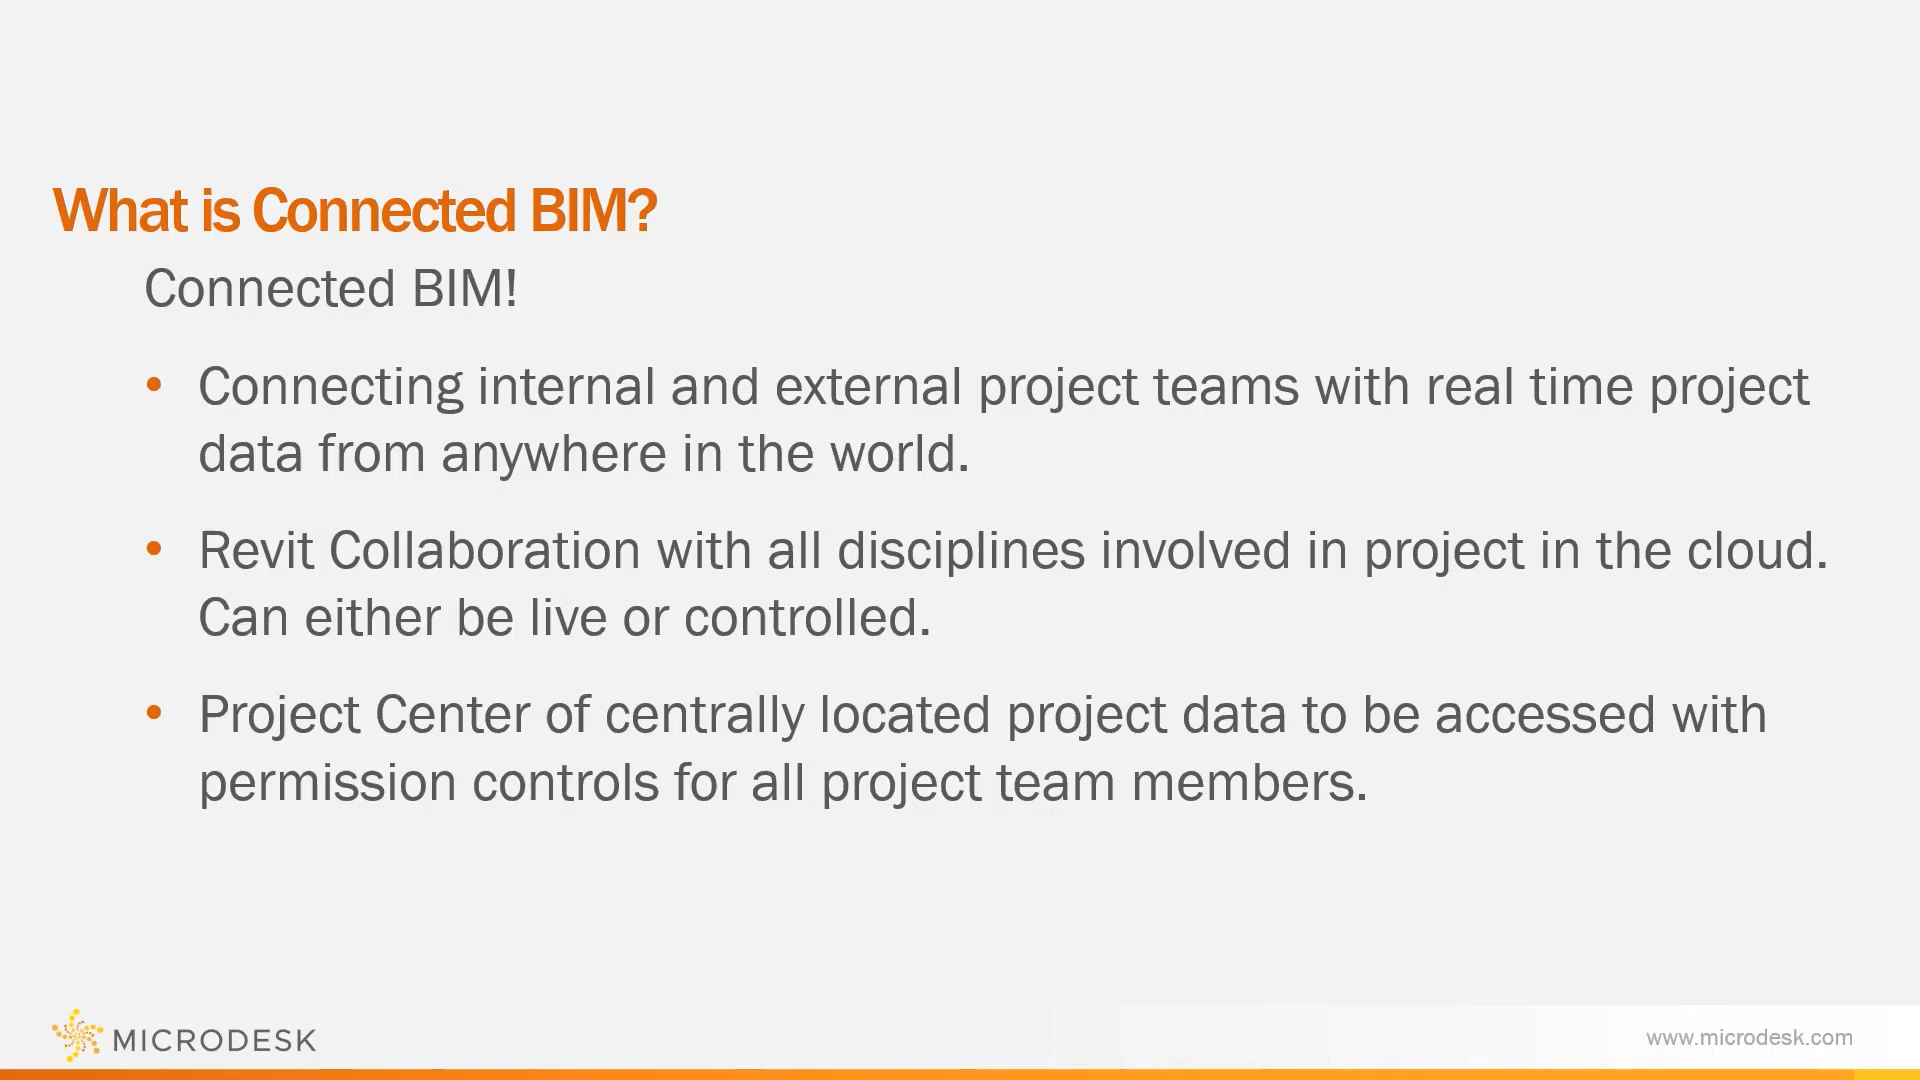 What is Connected BIM?
Connected BIM!
• Connecting internal and external project teams with real time project
data from anywhere in the world.
• Revit Collaboration with all disciplines involved in project in the cloud.
Can either be live or controlled.
• Project Center of centrally located project data to be accessed with
permission controls for all project team members.
MICRODESK
www.microdesk.com